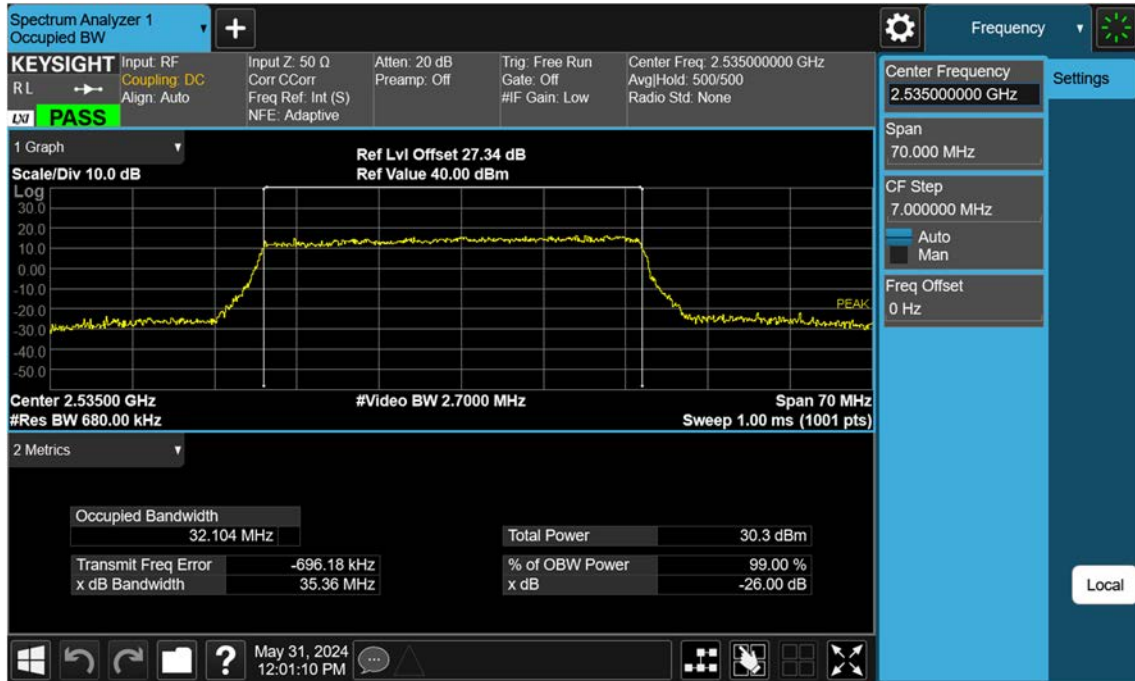 Spectrum Analyzer 1
Occupied BW
+
Frequency
KEYSIGHT
R L
LXI
PASS
Input: RF
Coupling: DC
Align: Auto
Input Z: 50 Ω
Corr CCorr
Freq Ref: Int (S)
NFE: Adaptive
Atten: 20 dB
Preamp: Off
Trig: Free Run
Gate: Off
#IF Gain: Low
Center Freq: 2.535000000 GHz
Avg|Hold: 500/500
Radio Std: None
Center Frequency
2.535000000 GHz
Settings
Span
70.000 MHz
CF Step
7.000000 MHz
Auto
Man
Freq Offset
0 Hz
Local
1 Graph
Scale/Div 10.0 dB
Ref Lvl Offset 27.34 dB
Ref Value 40.00 dBm
Log
30.0
20.0
10.0
0.00
-10.0
-20.0
-30.0
-40.0
-50.0
PEAK
Center 2.53500 GHz
#Video BW 2.7000 MHz
Span 70 MHz
#Res BW 680.00 kHz
Sweep 1.00 ms (1001 pts)
2 Metrics
Occupied Bandwidth
32.104 MHz
Total Power 30.3 dBm
Transmit Freq Error -696.18 kHz
% of OBW Power 99.00 %
x dB Bandwidth 35.36 MHz
x dB -26.00 dB
?
May 31, 2024
12:01:10 PM